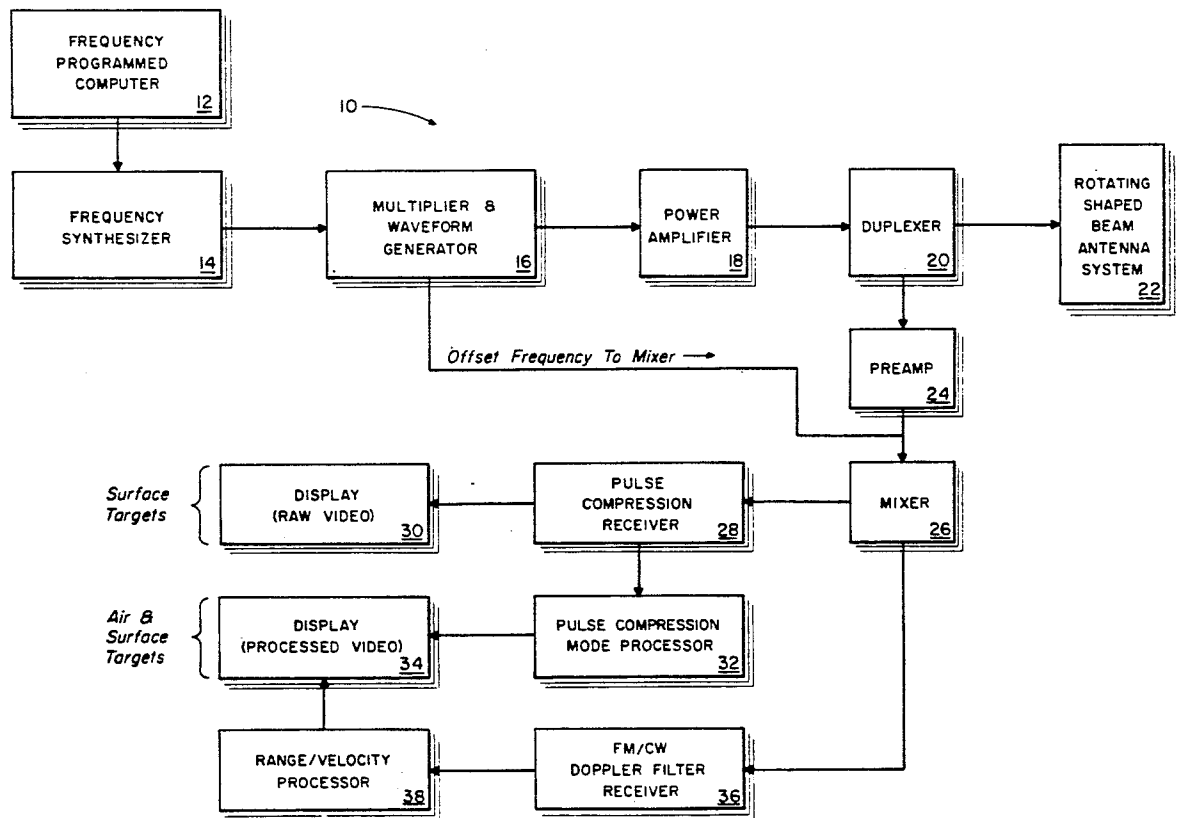 FREQUENCY
PROGRAMMED
COMPUTER
12
10
FREQUENCY
SYNTHESIZER
14
MULTIPLIER &
WAVEFORM
GENERATOR
16
POWER
AMPLIFIER
18
DUPLEXER
20
ROTATING
SHAPED
BEAM
ANTENNA
SYSTEM
22
Offset Frequency To Mixer
PREAMP
24
Surface
Targets
DISPLAY
(RAW VIDEO)
30
PULSE
COMPRESSION
RECEIVER
28
MIXER
26
Air &
Surface
Targets
DISPLAY
(PROCESSED VIDEO)
34
PULSE COMPRESSION
MODE PROCESSOR
32
RANGE/VELOCITY
PROCESSOR
38
FM/CW
DOPPLER FILTER
RECEIVER
36